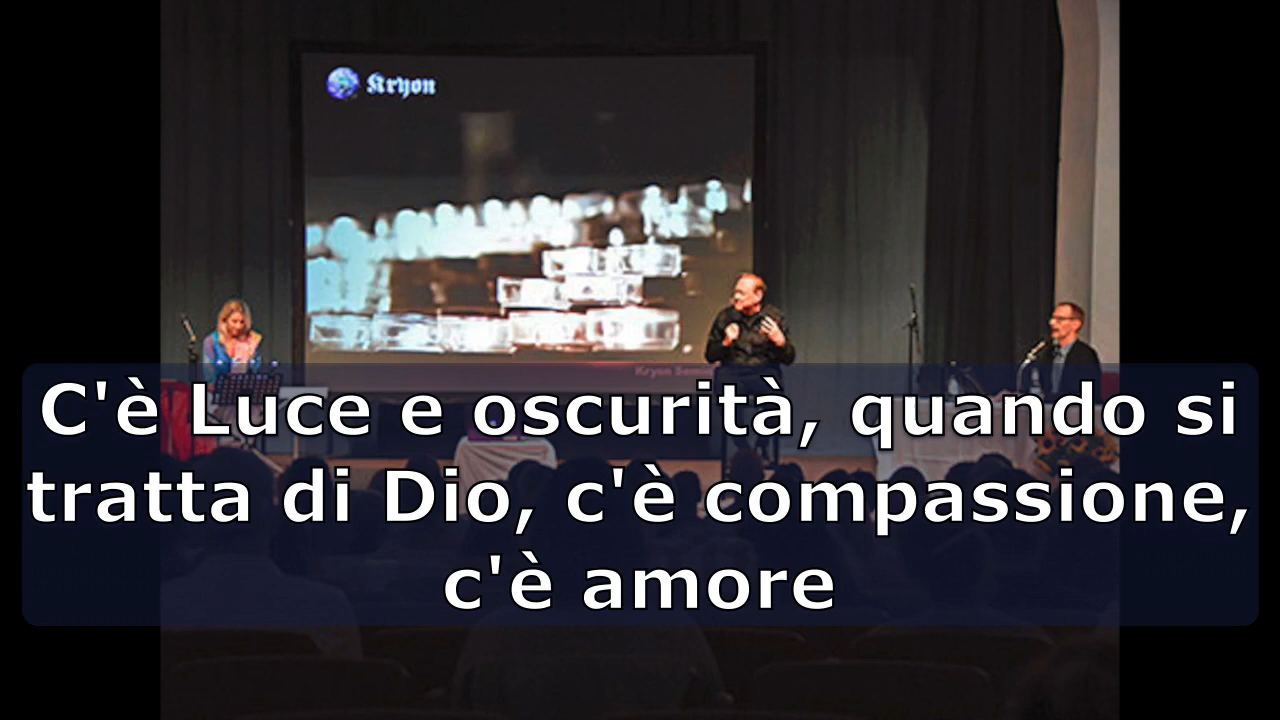 Kryon
C'è Luce e oscurità, quando si
tratta di Dio, c'è compassione,
c'è amore